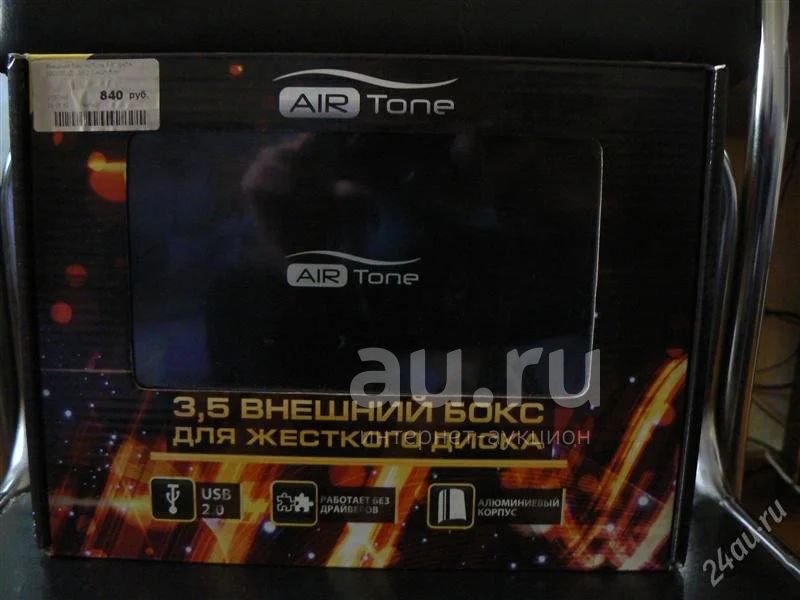 840 руб.
AIR Tone
AIR Tone
au.ru
интернет-аукцион
3,5 ВНЕШНИЙ БОКС
ДЛЯ ЖЕСТКОГО ДИСКА
USB
2.0
РАБОТАЕТ БЕЗ
ДРАЙВЕРОВ
АЛЮМИНИЕВЫЙ
КОРПУС
24au.ru